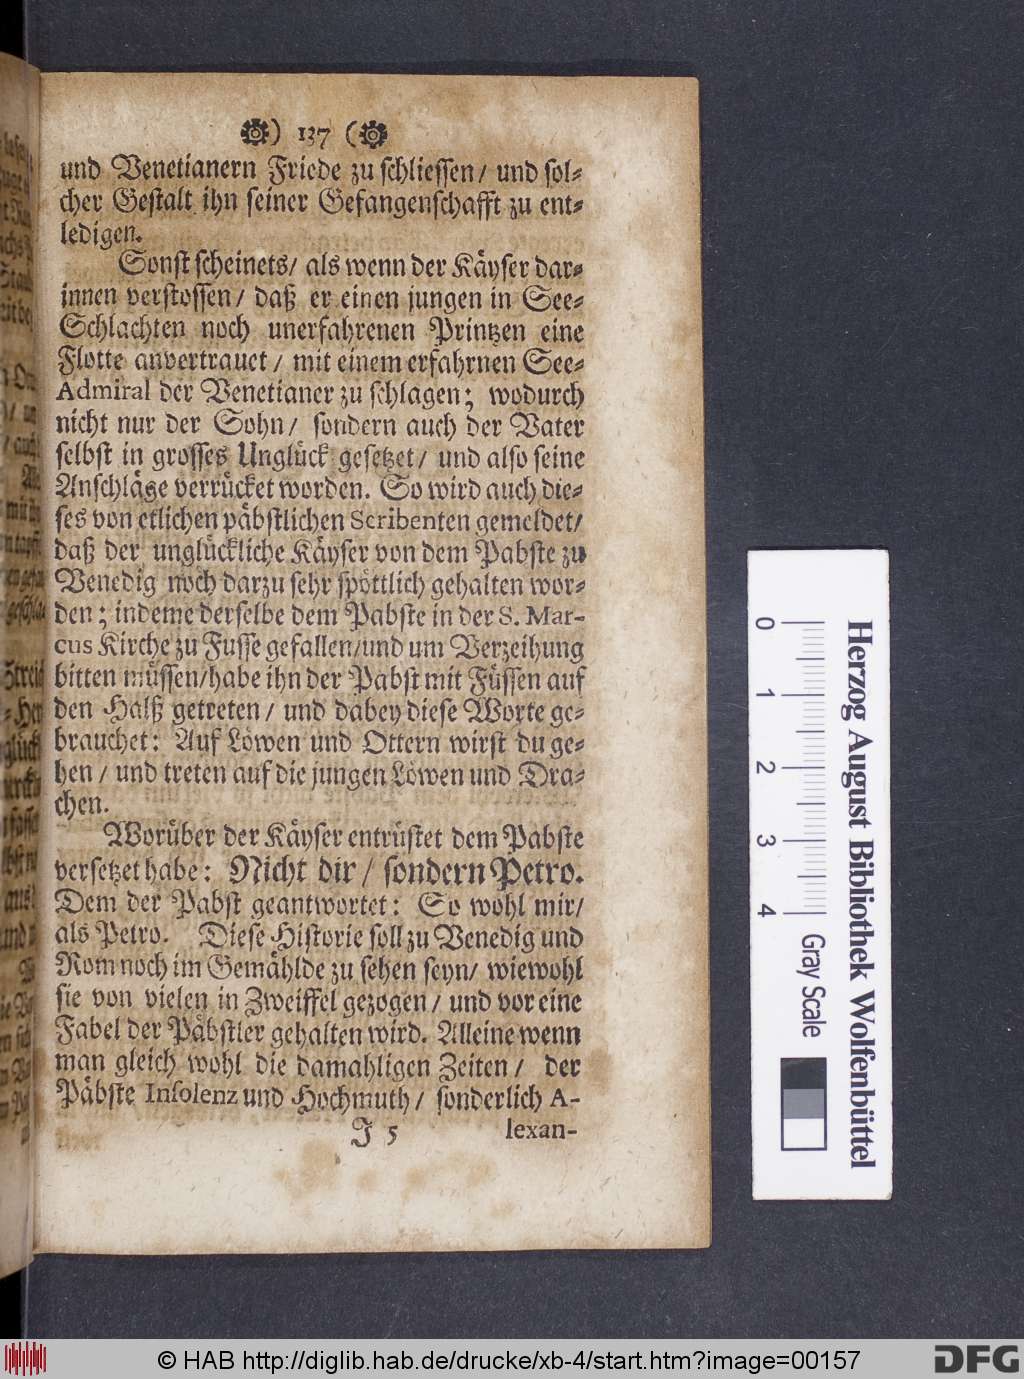 ) 137 (
und Venetianern Friede zu schliessen / und sol-
cher Gestalt ihn seiner Gefangenschafft zu ent-
ledigen.
Sonst scheinets / als wenn der Käyser dar-
innen verstossen / daß er einen jungen in See-
Schlachten noch unerfahrenen Printzen eine
Flotte anvertrauet / mit einem erfahrnen See-
Admiral der Venetianer zu schlagen; wodurch
nicht nur der Sohn / sondern auch der Vater
selbst in grosses Unglück gesetzet / und also seine
Anschläge verrücket worden. So wird auch die-
ses von etlichen päbstlichen Scribenten gemeldet /
daß der unglückliche Käyser von dem Pabste zu
Venedig noch darzu sehr spöttlich gehalten wor-
den; indeme derselbe dem Pabste in der S. Mar-
cus Kirche zu Fusse gefallen / und um Verzeihung
bitten müssen / habe ihn der Pabst mit Füssen auf
den Halß getreten / und dabey diese Worte ge-
brauchet: Auf Löwen und Ottern wirst du ge-
hen / und treten auf die jungen Löwen und Dra-
chen.
Worüber der Käyser entrüstet dem Pabste
versetzet habe: Nicht dir / sondern Petro.
Dem der Pabst geantwortet: So wohl mir /
als Petro. Diese Historie soll zu Venedig und
Rom noch im Gemählde zu sehen seyn / wiewohl
sie von vielen in Zweiffel gezogen / und vor eine
Fabel der Päbstler gehalten wird. Alleine wenn
man gleich wohl die damahligen Zeiten / der
Päbste Insolenz und Hochmuth / sonderlich A-
J 5 lexan-
0 1 2 3 4
Gray Scale
Herzog August Bibliothek Wolfenbüttel
© HAB http://diglib.hab.de/drucke/xb-4/start.htm?image=00157
DFG